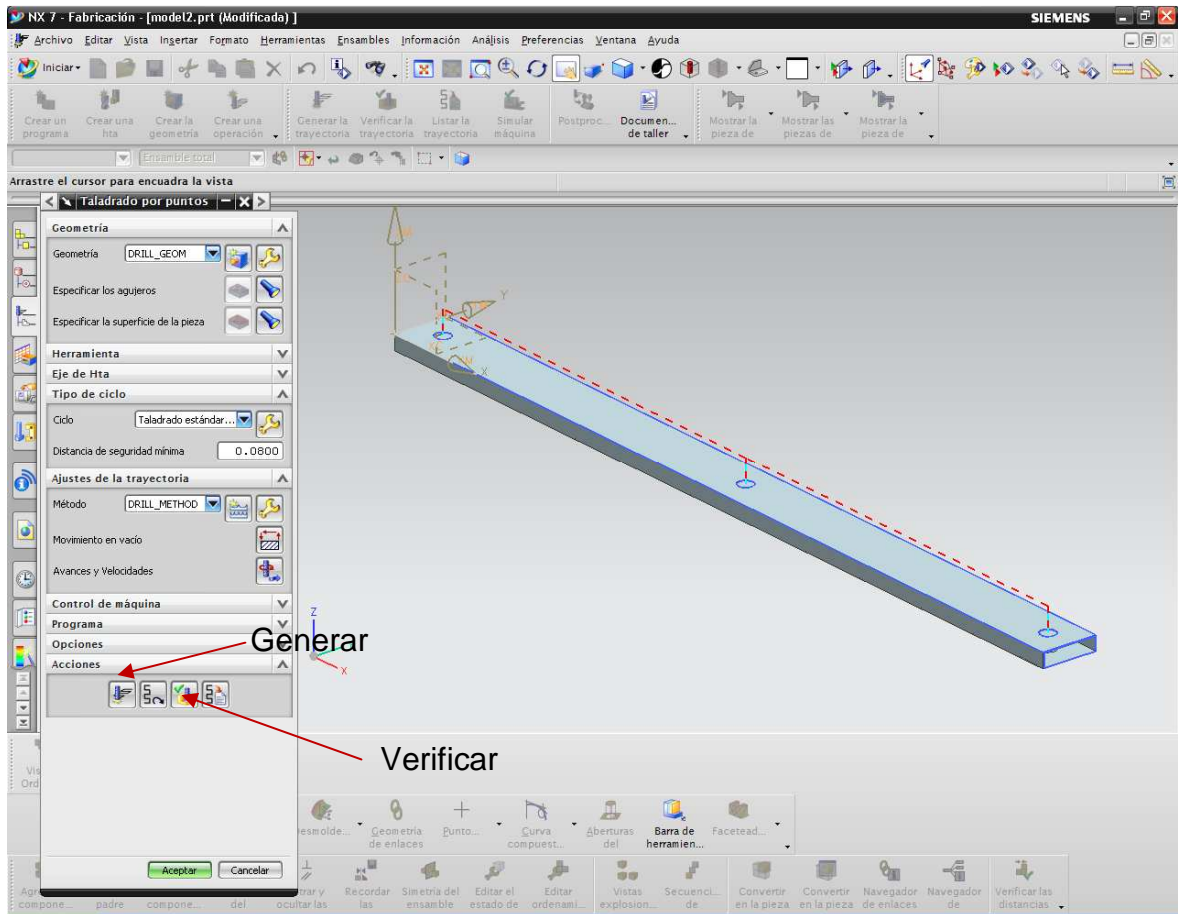 NX 7 - Fabricación - [model2.prt (Modificada) ]
SIEMENS
Archivo Editar Vista Insertar Formato Herramientas Ensambles Información Análisis Preferencias Ventana Ayuda
Iniciar
Crear un programa
Crear una hta
Crear la geometría
Crear una operación
Generar la trayectoria
Verificar la trayectoria
Listar la trayectoria
Simular máquina
Postproc...
Documen... de taller
Mostrar la pieza de
Mostrar las piezas de
Mostrar la pieza de
Ensamble total
Arrastre el cursor para encuadra la vista
Taladrado por puntos
Geometría
Geometría DRILL_GEOM
Especificar los agujeros
Especificar la superficie de la pieza
Herramienta
Eje de Hta
Tipo de ciclo
Ciclo Taladrado estándar...
Distancia de seguridad mínima 0.0800
Ajustes de la trayectoria
Método DRILL_METHOD
Movimiento en vacío
Avances y Velocidades
Control de máquina
Programa
Opciones
Acciones
Generar
Verificar
Aceptar Cancelar
Y
X
Z
X
Geometría de enlaces
Punto...
Curva compuest...
Aberturas del
Barra de herramien...
Facetead...
ocultar las
Recordar las
Simetría del ensamble
Editar el estado de
Editar ordenami...
Vistas explosion...
Secuenci... de
Convertir en la pieza
Convertir en la pieza
Navegador de enlaces
Navegador de
Verificar las distancias